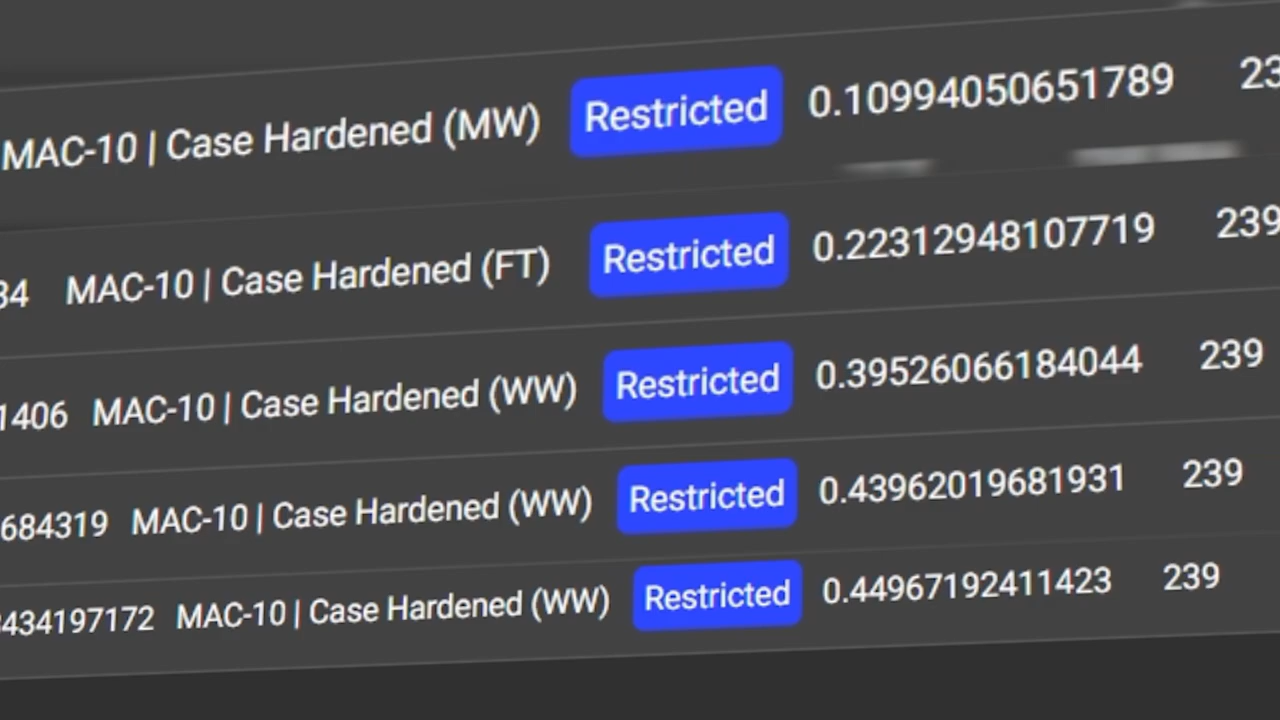 MAC-10 | Case Hardened (MW) Restricted 0.10994050651789 23
34 MAC-10 | Case Hardened (FT) Restricted 0.22312948107719 239
1406 MAC-10 | Case Hardened (WW) Restricted 0.39526066184044 239
684319 MAC-10 | Case Hardened (WW) Restricted 0.43962019681931 239
434197172 MAC-10 | Case Hardened (WW) Restricted 0.44967192411423 239